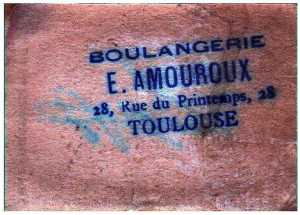 BOULANGERIE
E. AMOUROUX
28, Rue du Printemps, 28
TOULOUSE